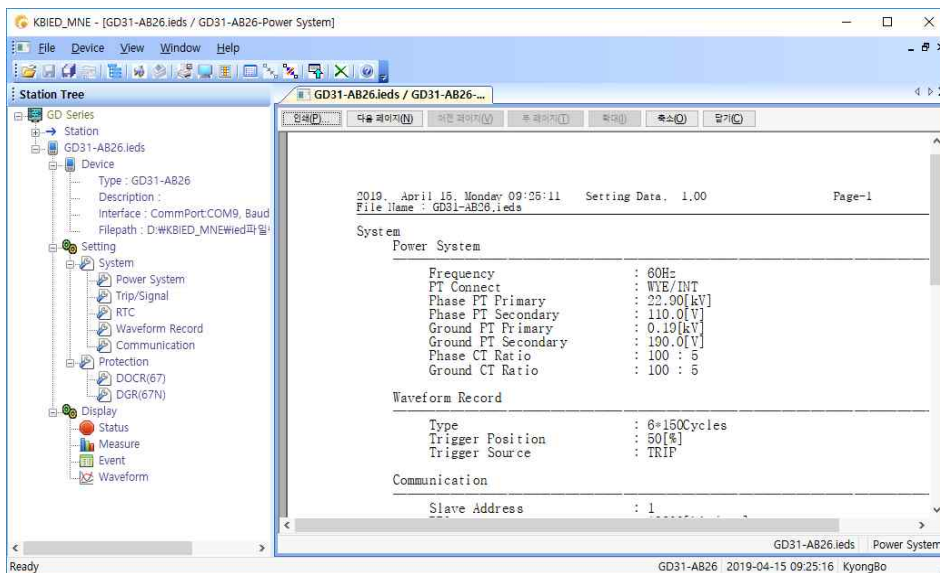 KBIED_MNE - [GD31-AB26.ieds / GD31-AB26-Power System]
File Device View Window Help
Station Tree
GD31-AB26.ieds / GD31-AB26-...
GD Series
Station
GD31-AB26.ieds
Device
Type : GD31-AB26
Description :
Interface : CommPort:COM9, Baud
Filepath : D:₩KBIED_MNE₩ied파일
Setting
System
Power System
Trip/Signal
RTC
Waveform Record
Communication
Protection
DOCR(67)
DGR(67N)
Display
Status
Measure
Event
Waveform
인쇄(P)... 다음 페이지(N) 이전 페이지(V) 두 페이지(T) 확대(I) 축소(O) 닫기(C)
2019. April 15. Monday 09:25:11 Setting Data. 1.00 Page-1
File Name : GD31-AB26.ieds
System
Power System
Frequency : 60Hz
PT Connect : WYE/INT
Phase PT Primary : 22.90[kV]
Phase PT Secondary : 110.0[V]
Ground PT Primary : 0.19[kV]
Ground PT Secondary : 190.0[V]
Phase CT Ratio : 100 : 5
Ground CT Ratio : 100 : 5
Waveform Record
Type : 6*150Cycles
Trigger Position : 50[%]
Trigger Source : TRIP
Communication
Slave Address : 1
GD31-AB26.ieds Power System
Ready GD31-AB26 2019-04-15 09:25:16 KyongBo